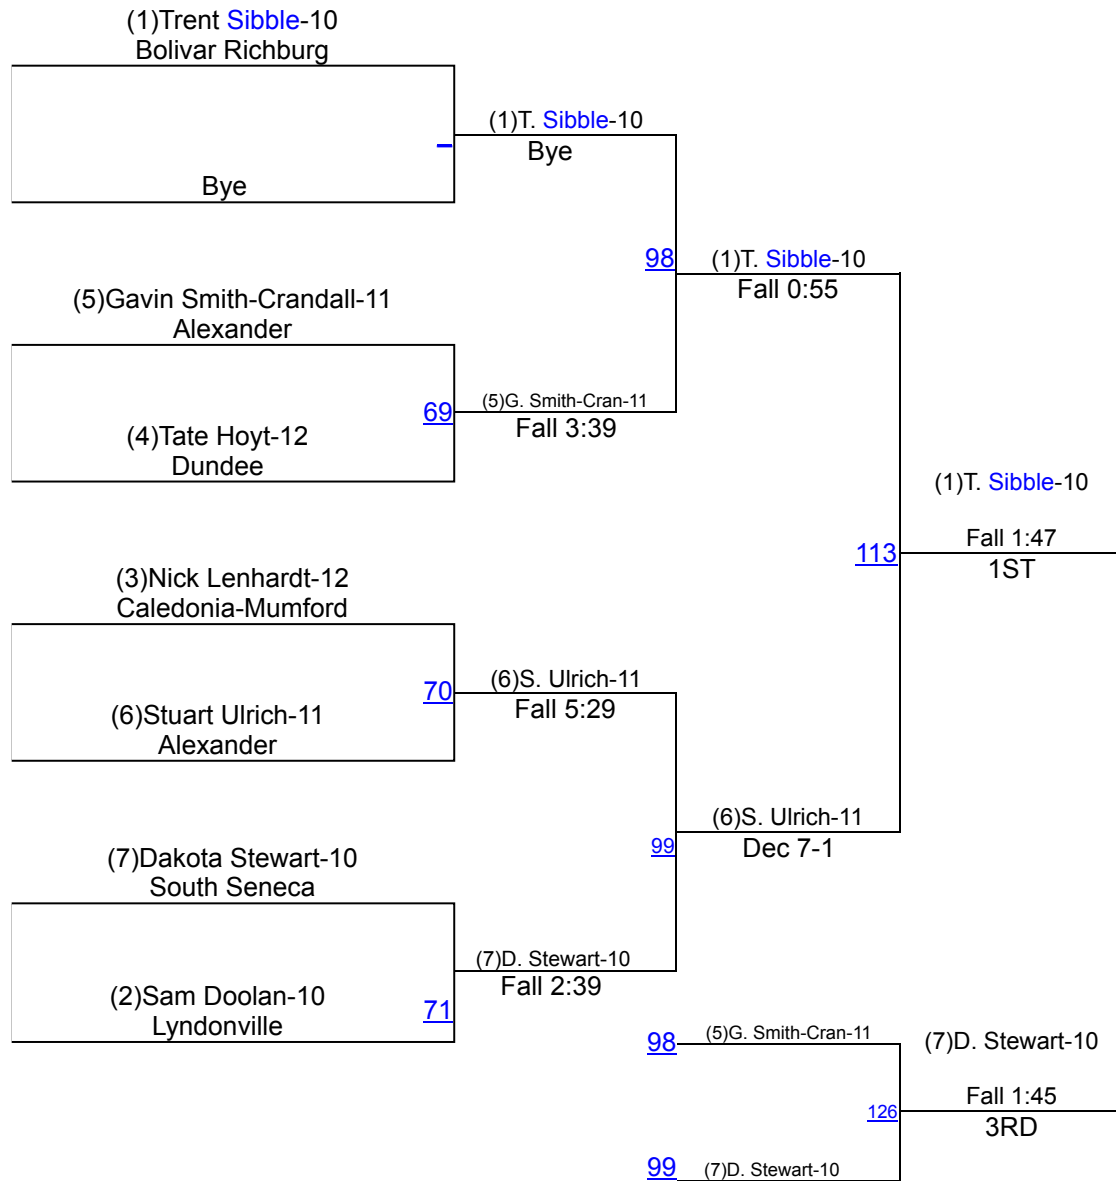 (1)Trent Sibble-10
Bolivar Richburg
(1)T. Sibble-10
Bye
Bye
98
(1)T. Sibble-10
Fall 0:55
(5)Gavin Smith-Crandall-11
Alexander
69
(5)G. Smith-Cran-11
Fall 3:39
(4)Tate Hoyt-12
Dundee
(1)T. Sibble-10
113
Fall 1:47
1ST
(3)Nick Lenhardt-12
Caledonia-Mumford
70
(6)S. Ulrich-11
Fall 5:29
(6)Stuart Ulrich-11
Alexander
99
(6)S. Ulrich-11
Dec 7-1
(7)Dakota Stewart-10
South Seneca
(7)D. Stewart-10
Fall 2:39
(2)Sam Doolan-10
Lyndonville
71
98
(5)G. Smith-Cran-11
(7)D. Stewart-10
126
Fall 1:45
3RD
99
(7)D. Stewart-10